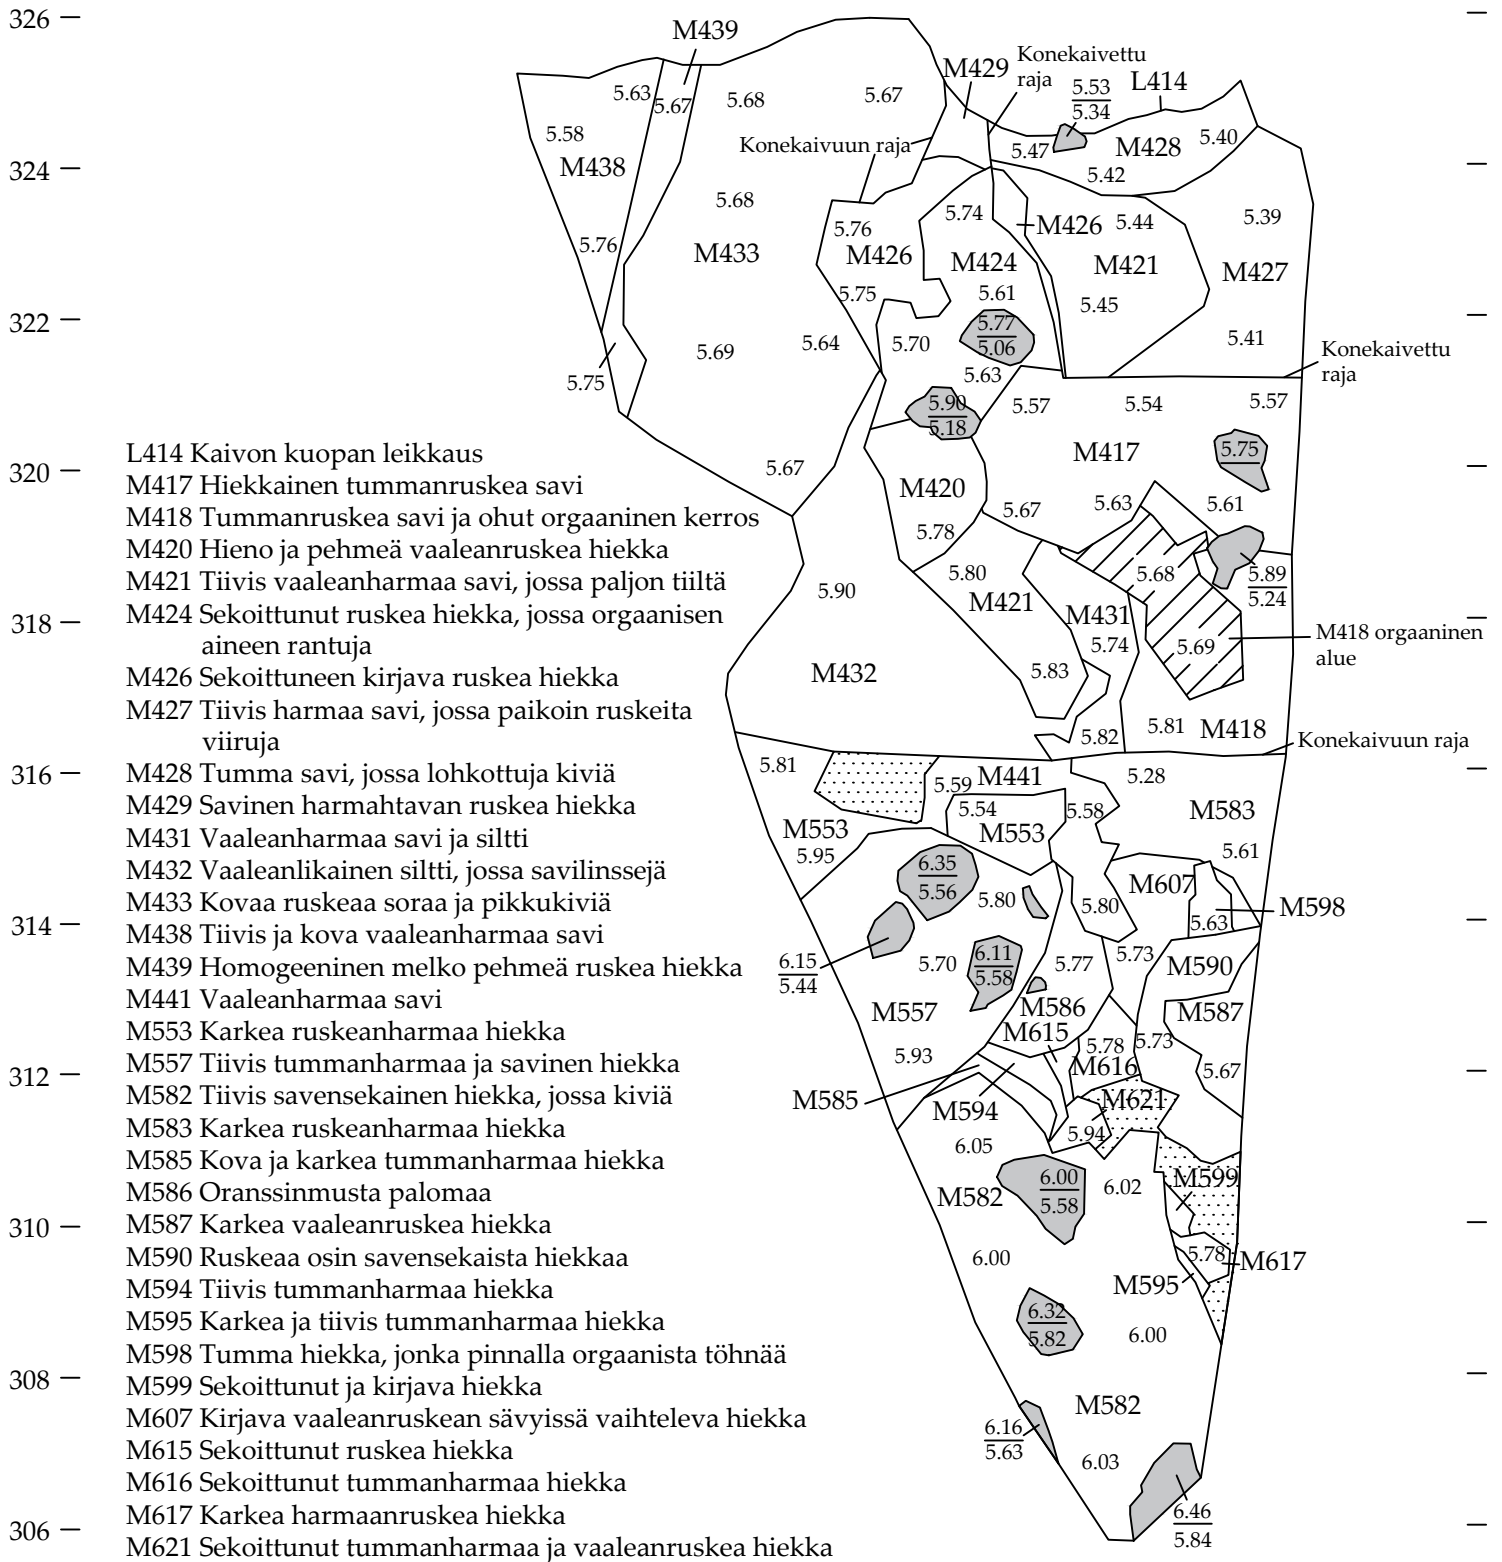 326
M439
M429
Konekaivettu
raja
5.53
5.34
L414
5.63
5.67
5.68
5.67
5.58
Konekaivuun raja
5.47
M428
5.40
324
M438
5.42
5.68
5.76
5.74
M426
5.44
5.39
5.76
M433
M426
M424
M421
M427
5.75
5.61
5.45
322
5.69
5.64
5.70
5.77
5.06
5.41
Konekaivettu
raja
5.75
5.63
5.90
5.18
5.57
5.54
5.57
L414 Kaivon kuopan leikkaus
M417
5.75
320
5.67
M417 Hiekkainen tummanruskea savi
M420
5.67
5.63
5.61
M418 Tummanruskea savi ja ohut orgaaninen kerros
5.78
M420 Hieno ja pehmeä vaaleanruskea hiekka
M421 Tiivis vaaleanharmaa savi, jossa paljon tiiltä
5.90
5.80
5.68
5.89
5.24
M424 Sekoittunut ruskea hiekka, jossa orgaanisen
aineen rantuja
318
M421
M431
5.74
5.69
M418 orgaaninen
alue
M426 Sekoittuneen kirjava ruskea hiekka
M432
5.83
M427 Tiivis harmaa savi, jossa paikoin ruskeita
viiruja
5.82
5.81
M418
Konekaivuun raja
316
M428 Tumma savi, jossa lohkottuja kiviä
5.81
5.59
M441
5.28
M429 Savinen harmahtavan ruskea hiekka
5.54
5.58
M583
M431 Vaaleanharmaa savi ja siltti
M553
M553
5.95
5.61
M432 Vaaleanlikainen siltti, jossa savilinssejä
6.35
5.56
M607
M433 Kovaa ruskeaa soraa ja pikkukiviä
5.80
5.80
5.63
M598
314
M438 Tiivis ja kova vaaleanharmaa savi
M439 Homogeeninen melko pehmeä ruskea hiekka
6.15
5.44
5.70
6.11
5.58
5.77
5.73
M590
M441 Vaaleanharmaa savi
M557
M586
M587
M553 Karkea ruskeanharmaa hiekka
M615
M557 Tiivis tummanharmaa ja savinen hiekka
5.93
5.78
5.73
312
M616
5.67
M582 Tiivis savensekainen hiekka, jossa kiviä
M585
M594
M621
M583 Karkea ruskeanharmaa hiekka
6.05
5.94
M585 Kova ja karkea tummanharmaa hiekka
M586 Oranssinmusta palomaa
M582
6.00
5.58
6.02
M599
M587 Karkea vaaleanruskea hiekka
310
M590 Ruskeaa osin savensekaista hiekkaa
6.00
5.78
M617
M594 Tiivis tummanharmaa hiekka
M595
M595 Karkea ja tiivis tummanharmaa hiekka
6.32
5.82
6.00
M598 Tumma hiekka, jonka pinnalla orgaanista töhnää
308
M599 Sekoittunut ja kirjava hiekka
M582
M607 Kirjava vaaleanruskean sävyissä vaihteleva hiekka
6.16
5.63
M615 Sekoittunut ruskea hiekka
6.03
M616 Sekoittunut tummanharmaa hiekka
M617 Karkea harmaanruskea hiekka
6.46
5.84
306
M621 Sekoittunut tummanharmaa ja vaaleanruskea hiekka